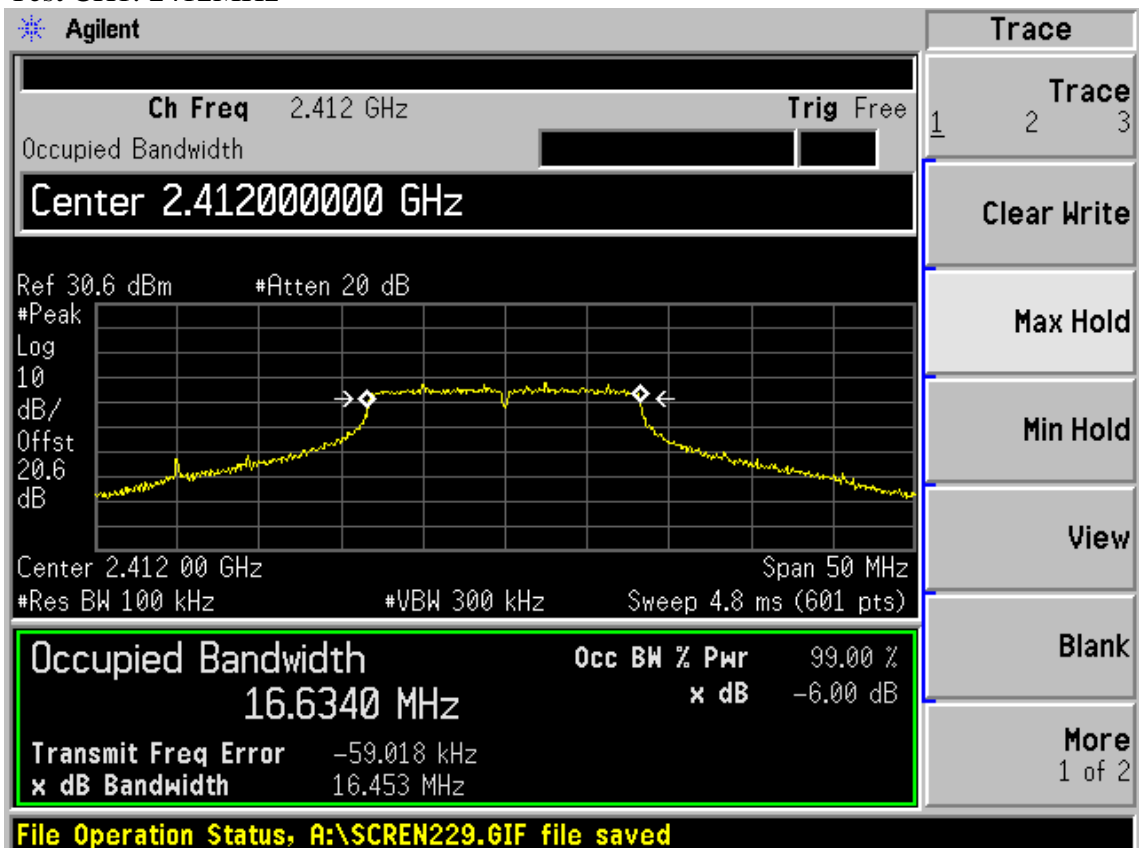 Agilent
Trace
Ch Freq 2.412 GHz Trig Free
Occupied Bandwidth
Center 2.412000000 GHz
Ref 30.6 dBm #Atten 20 dB
#Peak
Log
10
dB/
Offst
20.6
dB
Center 2.412 00 GHz Span 50 MHz
#Res BW 100 kHz #VBW 300 kHz Sweep 4.8 ms (601 pts)
Occupied Bandwidth Occ BW % Pwr 99.00 %
16.6340 MHz x dB -6.00 dB
Transmit Freq Error -59.018 kHz
x dB Bandwidth 16.453 MHz
File Operation Status, A:\SCREN229.GIF file saved
Trace
1 2 3
Clear Write
Max Hold
Min Hold
View
Blank
More
1 of 2